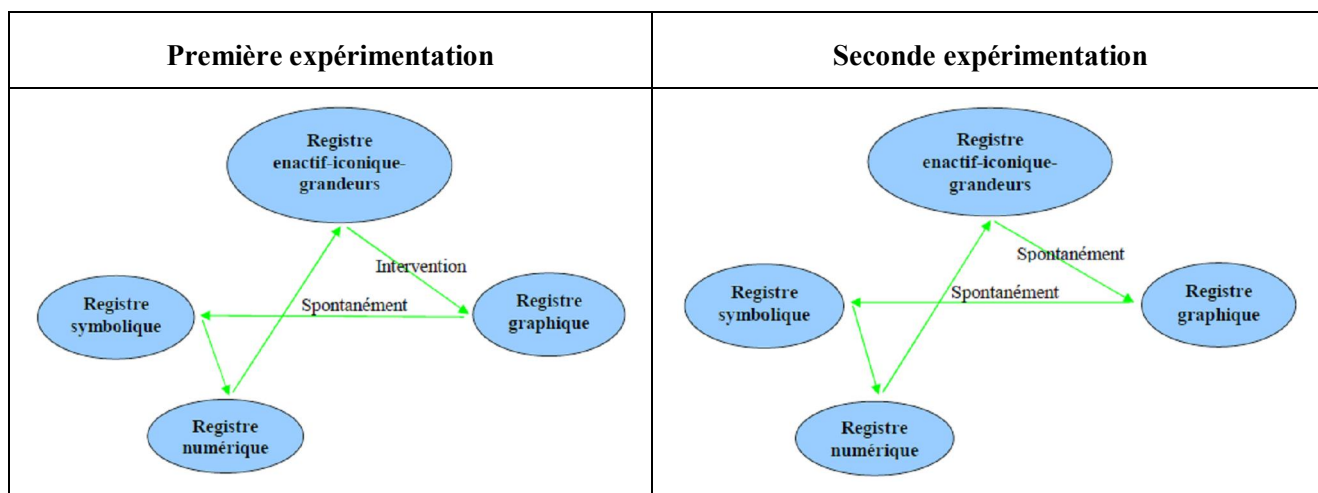 Première expérimentation
Seconde expérimentation
Registre
enactif-iconique-
grandeurs
Intervention
Spontanément
Registre
symbolique
Registre
graphique
Registre
numérique
Registre
enactif-iconique-
grandeurs
Spontanément
Spontanément
Registre
symbolique
Registre
graphique
Registre
numérique